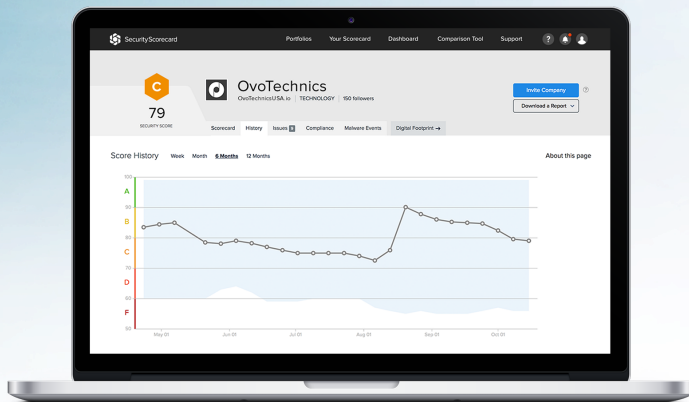 SecurityScorecard
Portfolios Your Scorecard Dashboard Comparison Tool Support ?
C
79
SECURITY SCORE
OvoTechnics
OvoTechnicsUSA.io | TECHNOLOGY | 150 followers
Invite Company ?
Download a Report
Scorecard History Issues Compliance Malware Events Digital Footprint →
Score History Week Month 6 Months 12 Months About this page
100
A
90
B
80
C
70
D
60
F
50
May 01 Jun 01 Jul 01 Aug 01 Sep 01 Oct 01